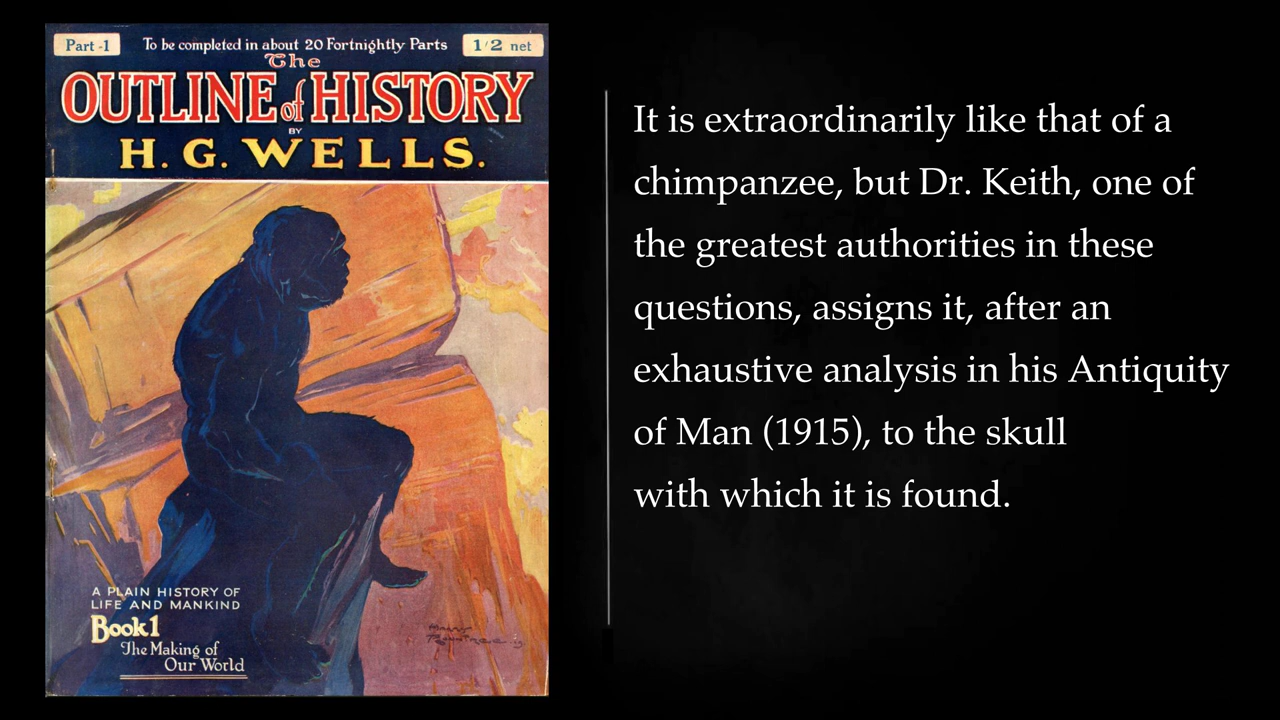 Part -1
To be completed in about 20 Fortnightly Parts
1/2 net
The
OUTLINE of HISTORY
BY
H. G. WELLS.
A PLAIN HISTORY OF
LIFE AND MANKIND
Book 1
The Making of
Our World
It is extraordinarily like that of a
chimpanzee, but Dr. Keith, one of
the greatest authorities in these
questions, assigns it, after an
exhaustive analysis in his Antiquity
of Man (1915), to the skull
with which it is found.